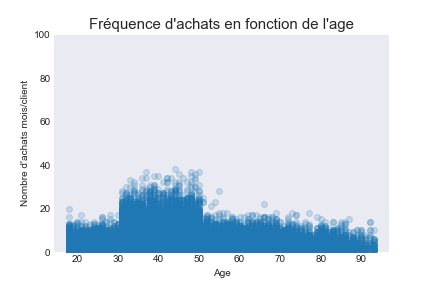 Fréquence d'achats en fonction de l'age
Nombre d'achats mois/client
100
80
60
40
20
0
20 30 40 50 60 70 80 90
Age